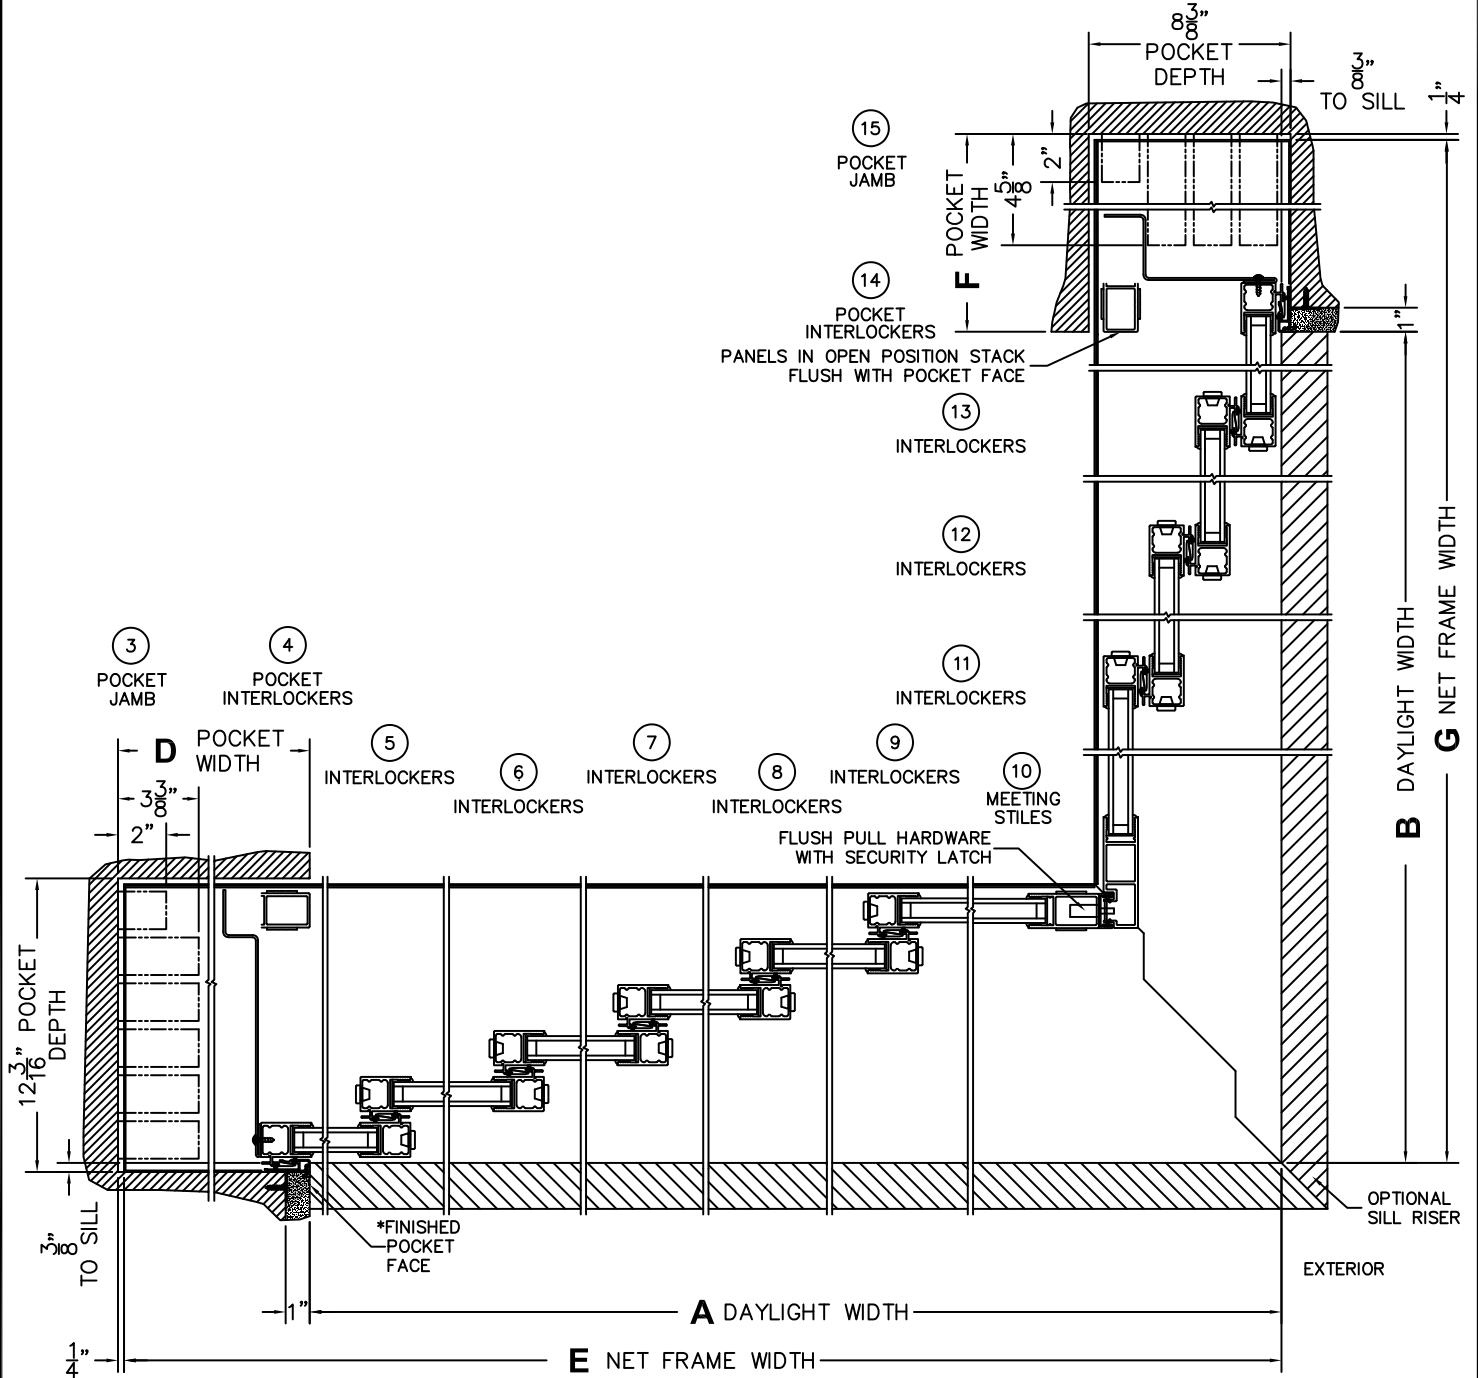 8 3/8"
POCKET
DEPTH
3/8"
TO SILL
1/4
15
POCKET
JAMB
2"
4 5/8"
F POCKET
WIDTH
14
POCKET
INTERLOCKERS
PANELS IN OPEN POSITION STACK
FLUSH WITH POCKET FACE
1"
13
INTERLOCKERS
12
INTERLOCKERS
11
INTERLOCKERS
B DAYLIGHT WIDTH
G NET FRAME WIDTH
3
POCKET
JAMB
4
POCKET
INTERLOCKERS
D POCKET
WIDTH
3 3/8"
2"
5
INTERLOCKERS
6
INTERLOCKERS
7
INTERLOCKERS
8
INTERLOCKERS
9
INTERLOCKERS
10
MEETING
STILES
FLUSH PULL HARDWARE
WITH SECURITY LATCH
12 3/16" POCKET
DEPTH
3/8"
TO SILL
*FINISHED
POCKET
FACE
OPTIONAL
SILL RISER
EXTERIOR
1"
A DAYLIGHT WIDTH
1/4"
E NET FRAME WIDTH